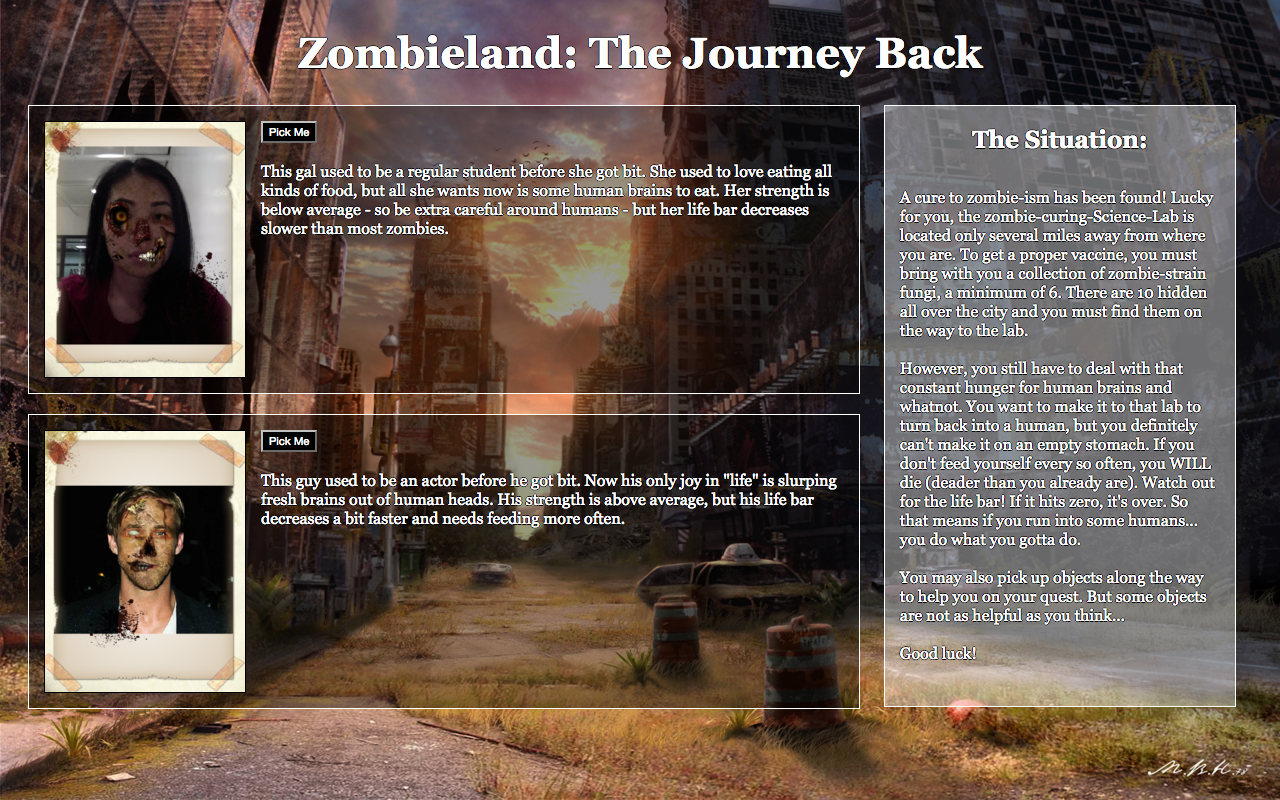 Zombieland: The Journey Back
Pick Me
This gal used to be a regular student before she got bit. She used to love eating all
kinds of food, but all she wants now is some human brains to eat. Her strength is
below average - so be extra careful around humans - but her life bar decreases
slower than most zombies.
Pick Me
This guy used to be an actor before he got bit. Now his only joy in "life" is slurping
fresh brains out of human heads. His strength is above average, but his life bar
decreases a bit faster and needs feeding more often.
The Situation:
A cure to zombie-ism has been found! Lucky
for you, the zombie-curing-Science-Lab is
located only several miles away from where
you are. To get a proper vaccine, you must
bring with you a collection of zombie-strain
fungi, a minimum of 6. There are 10 hidden
all over the city and you must find them on
the way to the lab.
However, you still have to deal with that
constant hunger for human brains and
whatnot. You want to make it to that lab to
turn back into a human, but you definitely
can't make it on an empty stomach. If you
don't feed yourself every so often, you WILL
die (deader than you already are). Watch out
for the life bar! If it hits zero, it's over. So
that means if you run into some humans...
you do what you gotta do.
You may also pick up objects along the way
to help you on your quest. But some objects
are not as helpful as you think...
Good luck!